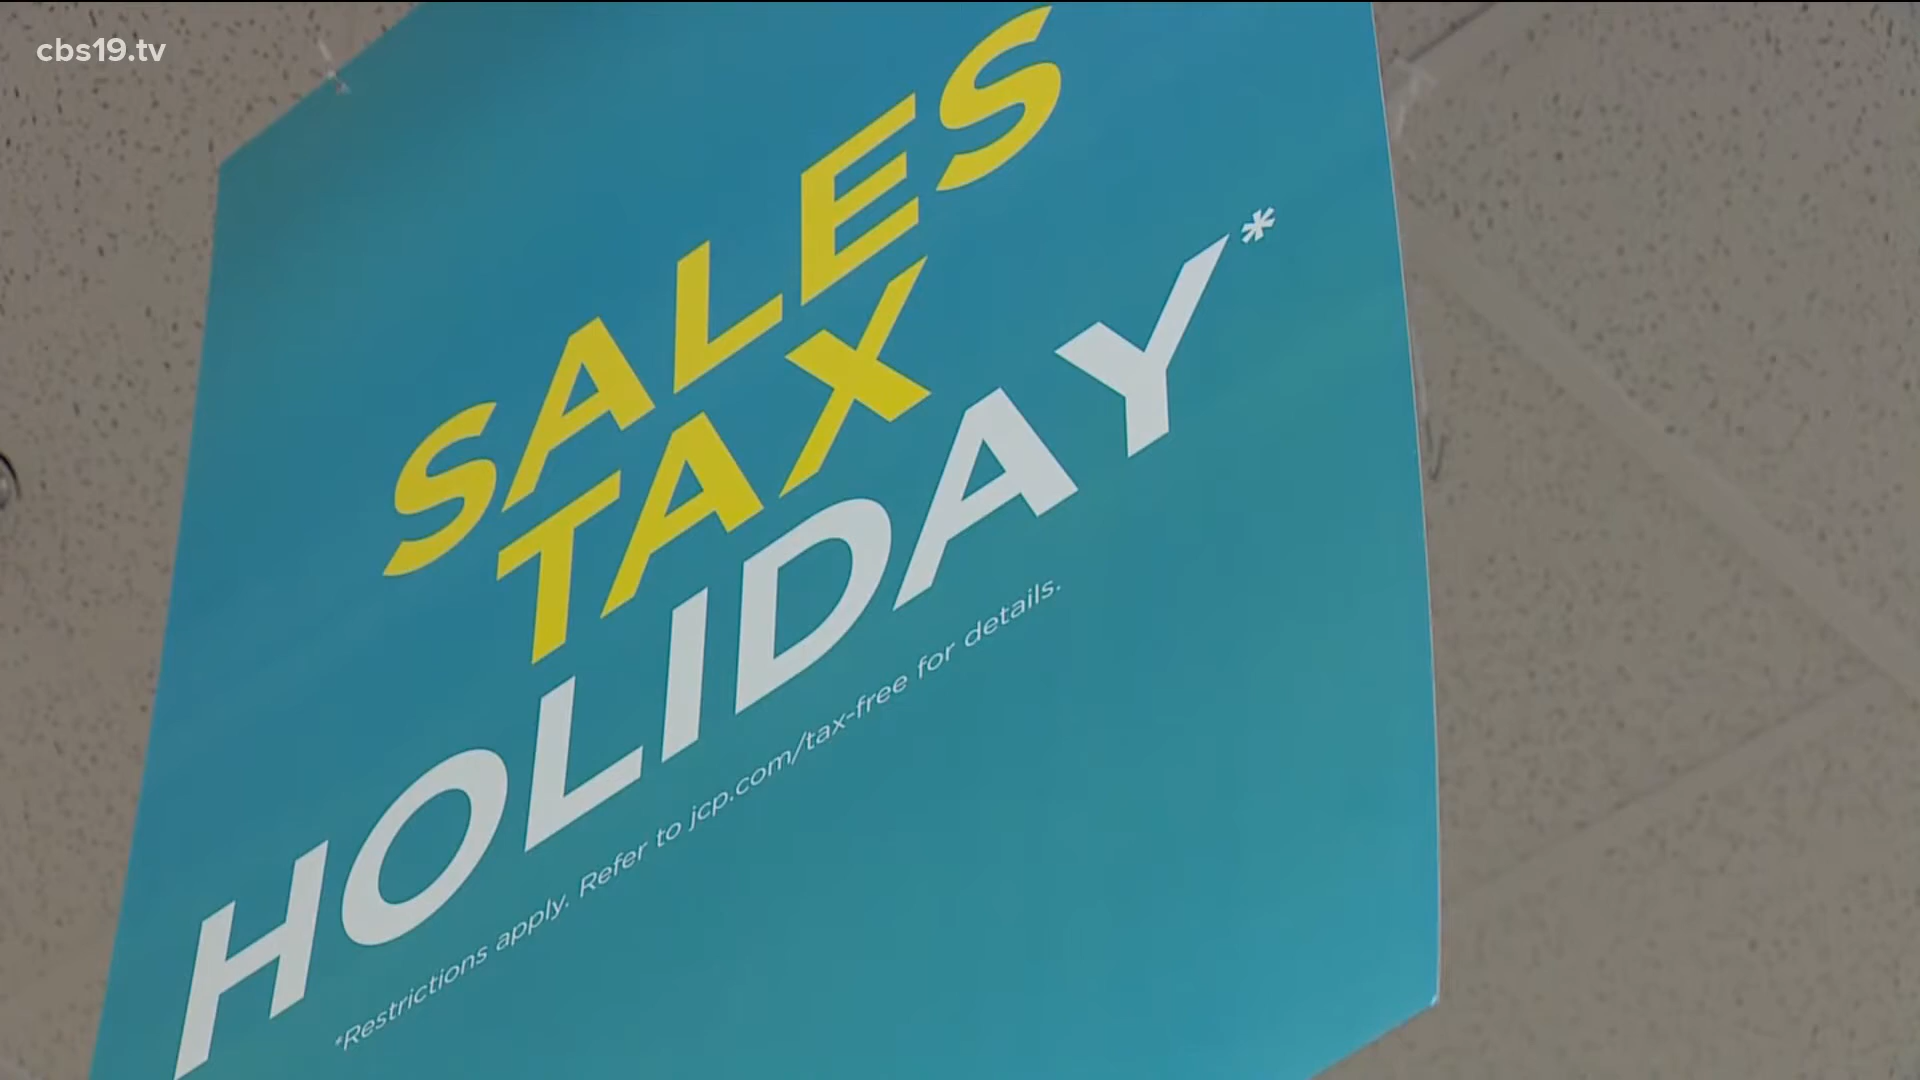 cbs19.tv
SALES
TAX
HOLIDAY*
*Restrictions apply. Refer to jcp.com/tax-free for details.